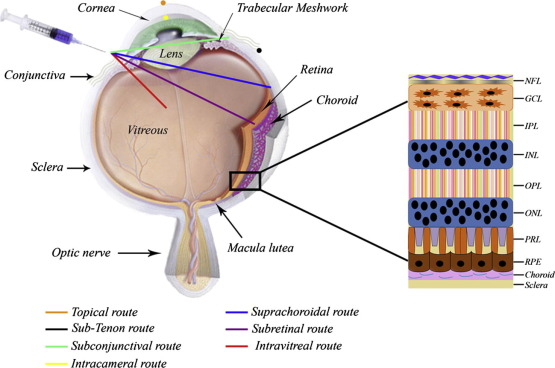 Cornea
Trabecular Meshwork
Lens
Conjunctiva
Retina
Choroid
Vitreous
Sclera
Macula lutea
Optic nerve
NFL
GCL
IPL
INL
OPL
ONL
PRL
RPE
Choroid
Sclera
Topical route
Sub-Tenon route
Subconjunctival route
Intracameral route
Suprachoroidal route
Subretinal route
Intravitreal route